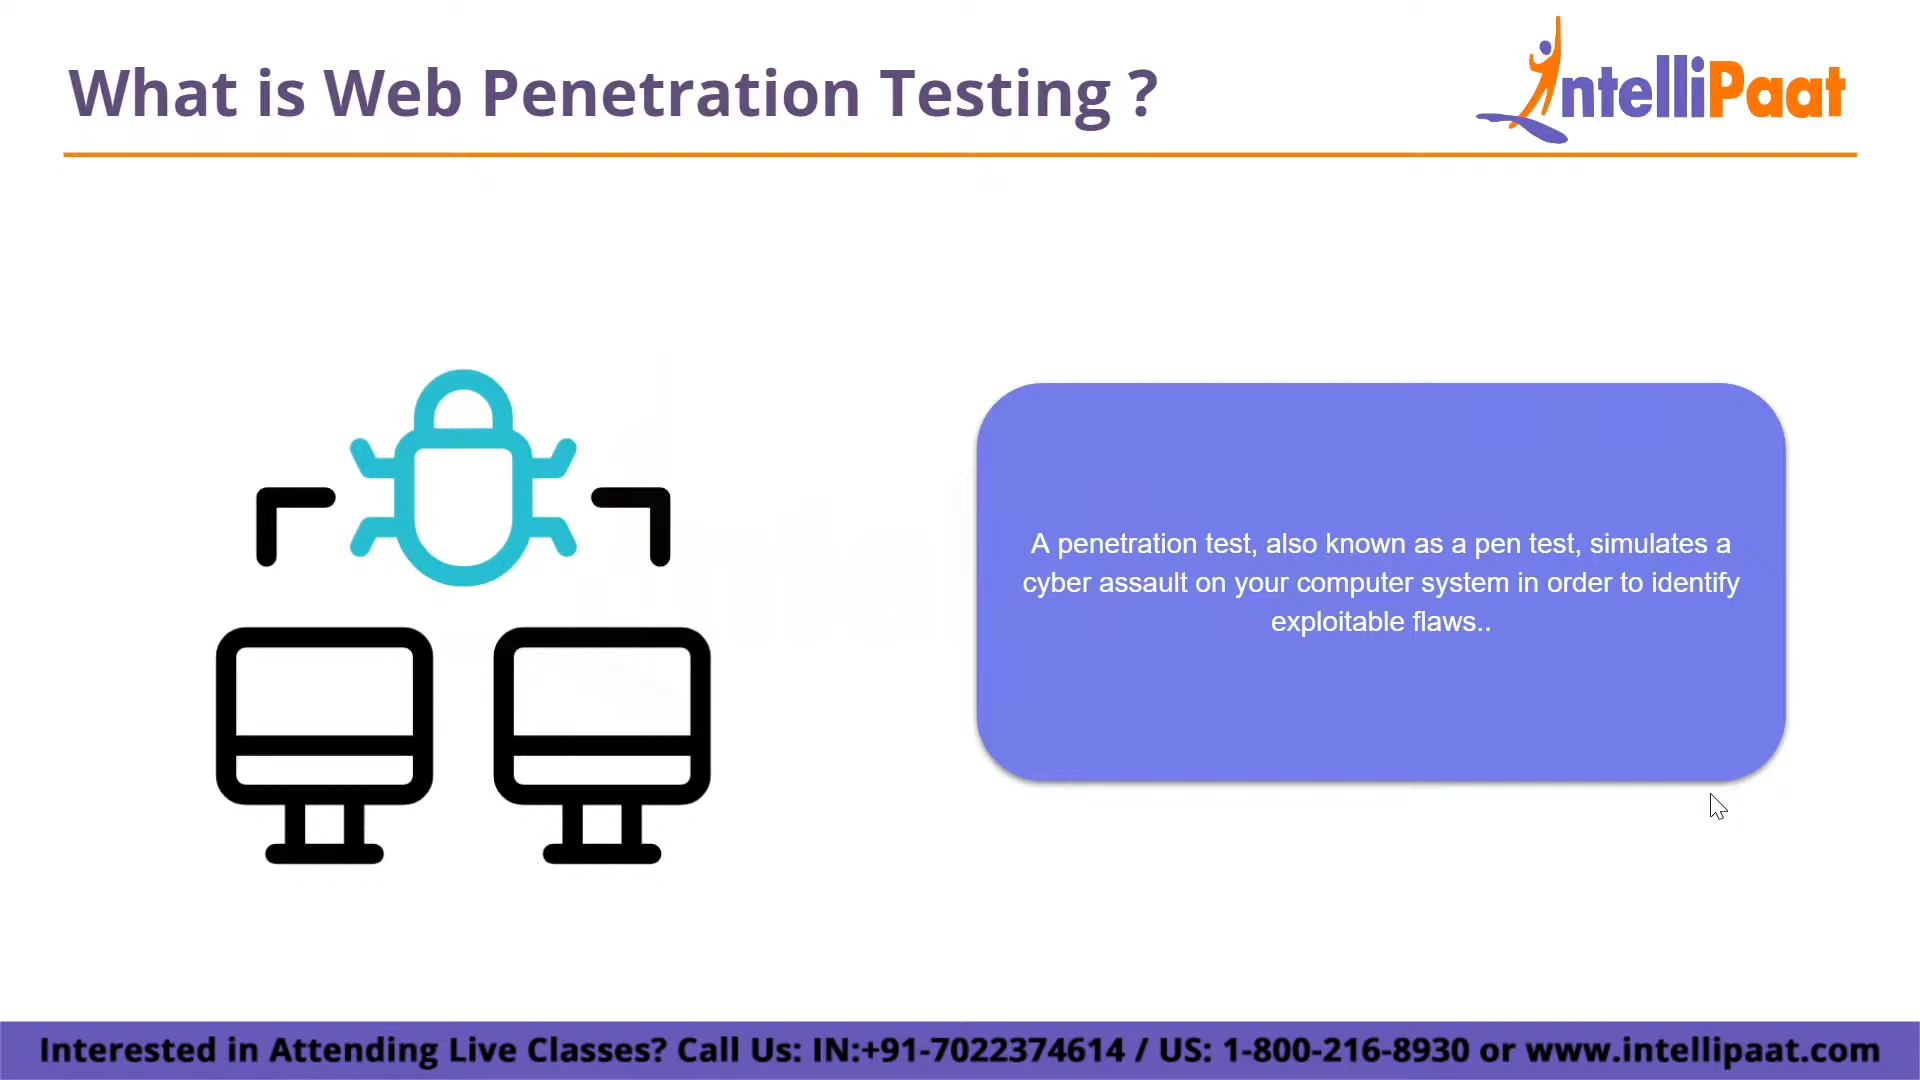 What is Web Penetration Testing ?
IntelliPaat
A penetration test, also known as a pen test, simulates a
cyber assault on your computer system in order to identify
exploitable flaws..
Interested in Attending Live Classes? Call Us: IN:+91-7022374614 / US: 1-800-216-8930 or www.intellipaat.com